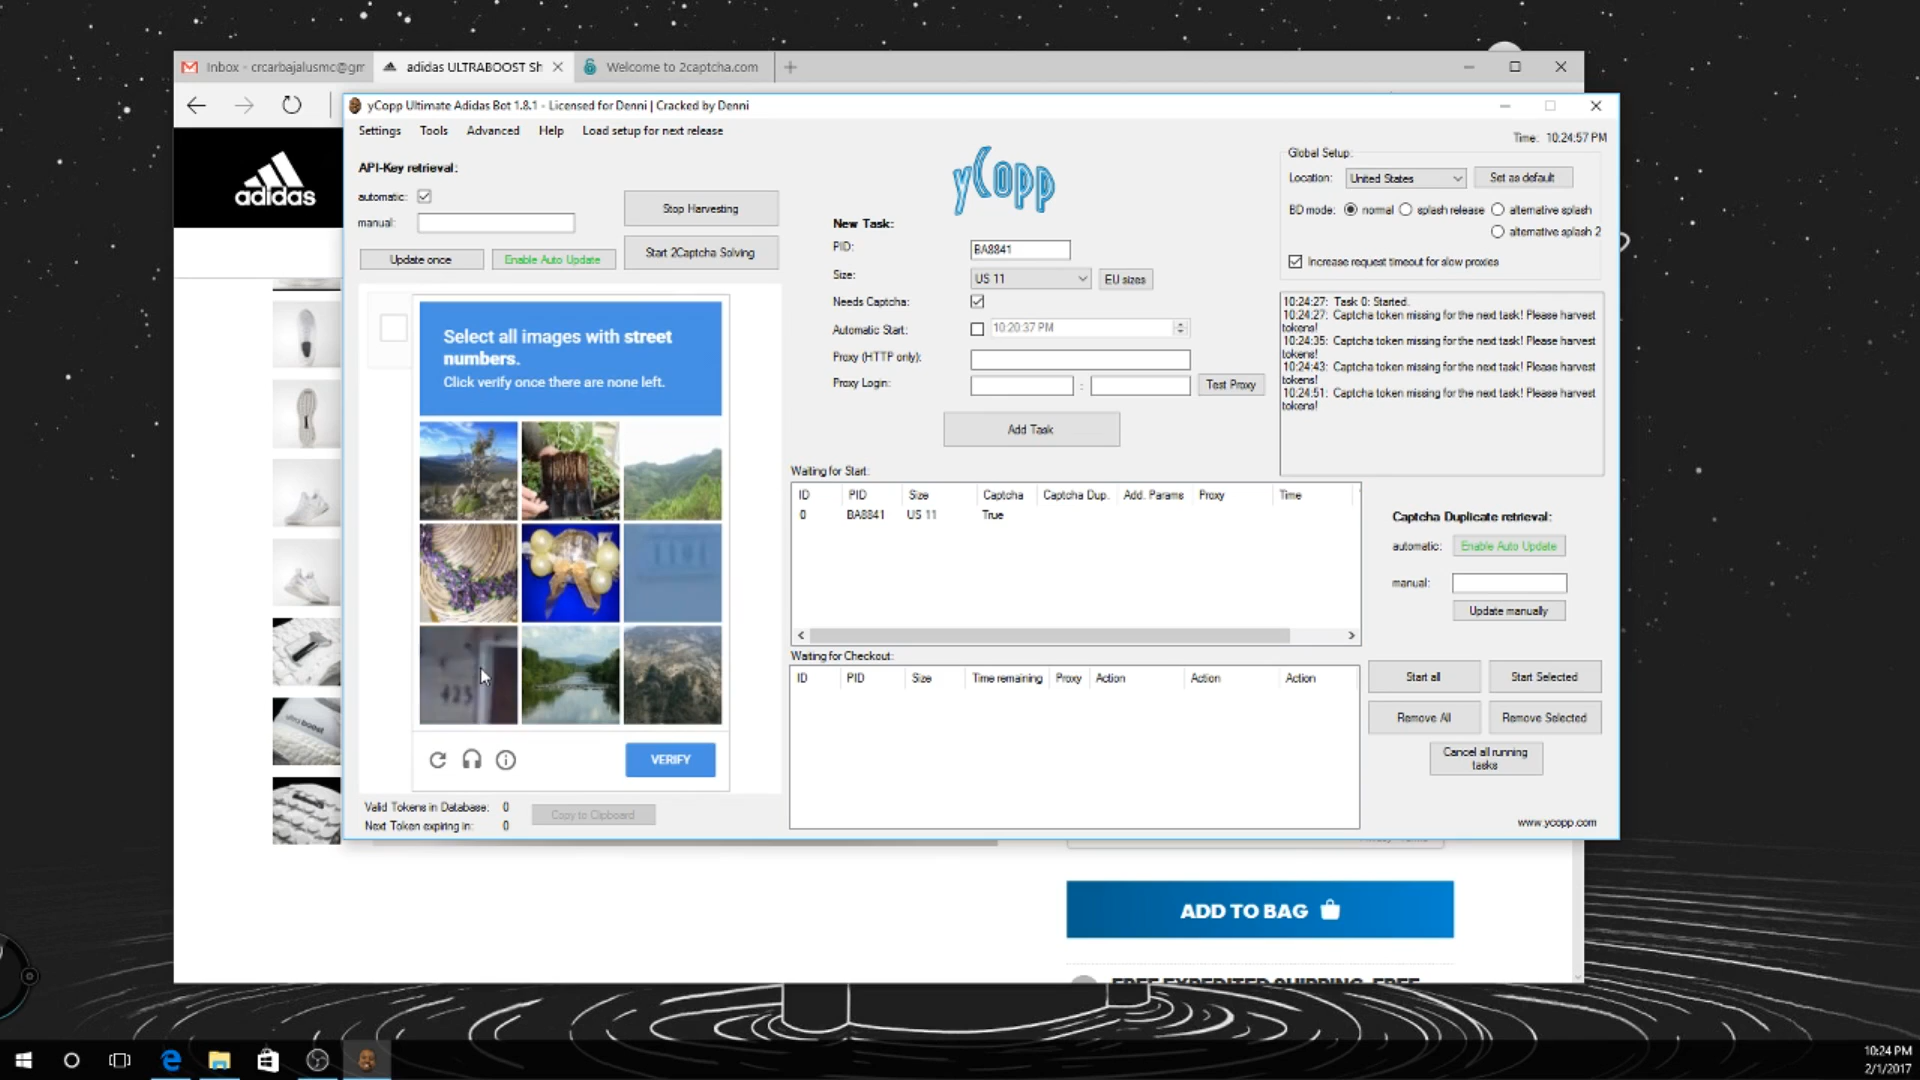 Inbox - crcarbajalusmc@gm
adidas ULTRABOOST Sh
Welcome to 2captcha.com
yCopp Ultimate Adidas Bot 1.8.1 - Licensed for Denni | Cracked by Denni
Settings Tools Advanced Help Load setup for next release
Time: 10:24:57 PM
adidas
API-Key retrieval:
automatic:
manual:
Update once
Enable Auto Update
Stop Harvesting
Start 2Captcha Solving
Select all images with street
numbers.
Click verify once there are none left.
425
VERIFY
Valid Tokens in Database: 0
Next Token expiring in: 0
Copy to Clipboard
yCopp
New Task:
PID: BA8841
Size: US 11 EU sizes
Needs Captcha:
Automatic Start: 10:20:37 PM
Proxy (HTTP only):
Proxy Login: : Test Proxy
Add Task
Global Setup:
Location: United States Set as default
BD mode: normal splash release alternative splash
alternative splash 2
Increase request timeout for slow proxies
10:24:27: Task 0: Started.
10:24:27: Captcha token missing for the next task! Please harvest
tokens!
10:24:35: Captcha token missing for the next task! Please harvest
tokens!
10:24:43: Captcha token missing for the next task! Please harvest
tokens!
10:24:51: Captcha token missing for the next task! Please harvest
tokens!
Waiting for Start:
ID PID Size Captcha Captcha Dup. Add. Params Proxy Time
0 BA8841 US 11 True
Captcha Duplicate retrieval:
automatic: Enable Auto Update
manual:
Update manually
Waiting for Checkout:
ID PID Size Time remaining Proxy Action Action Action
Start all Start Selected
Remove All Remove Selected
Cancel all running
tasks
www.ycopp.com
ultra boost
ADD TO BAG
FREE EXPEDITED SHIPPING, FREE
10:24 PM
2/1/2017